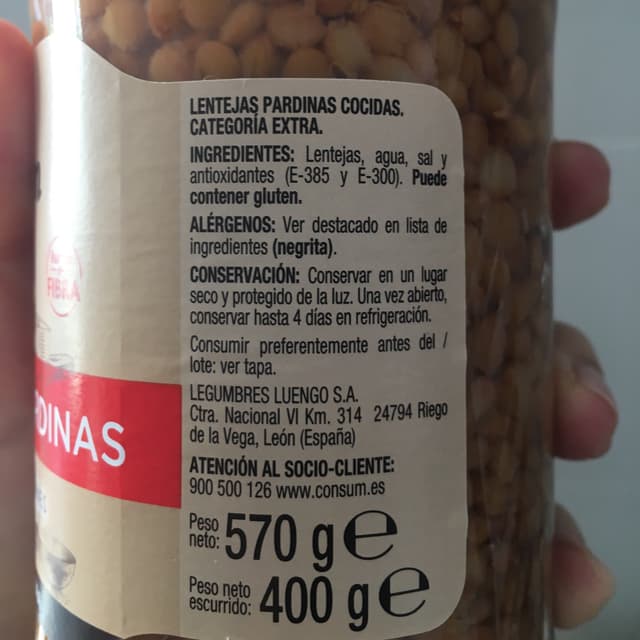 LENTEJAS PARDINAS COCIDAS.
CATEGORÍA EXTRA.
INGREDIENTES: Lentejas, agua, sal y
antioxidantes (E-385 y E-300). Puede
contener gluten.
ALÉRGENOS: Ver destacado en lista de
ingredientes (negrita).
CONSERVACIÓN: Conservar en un lugar
seco y protegido de la luz. Una vez abierto,
conservar hasta 4 días en refrigeración.
Consumir preferentemente antes del /
lote: ver tapa.
LEGUMBRES LUENGO S.A.
Ctra. Nacional VI Km. 314 24794 Riego
de la Vega, León (España)
ATENCIÓN AL SOCIO-CLIENTE:
900 500 126 www.consum.es
Peso
neto: 570 g e
Peso neto
escurrido: 400 g e
FIBRA
RDINAS